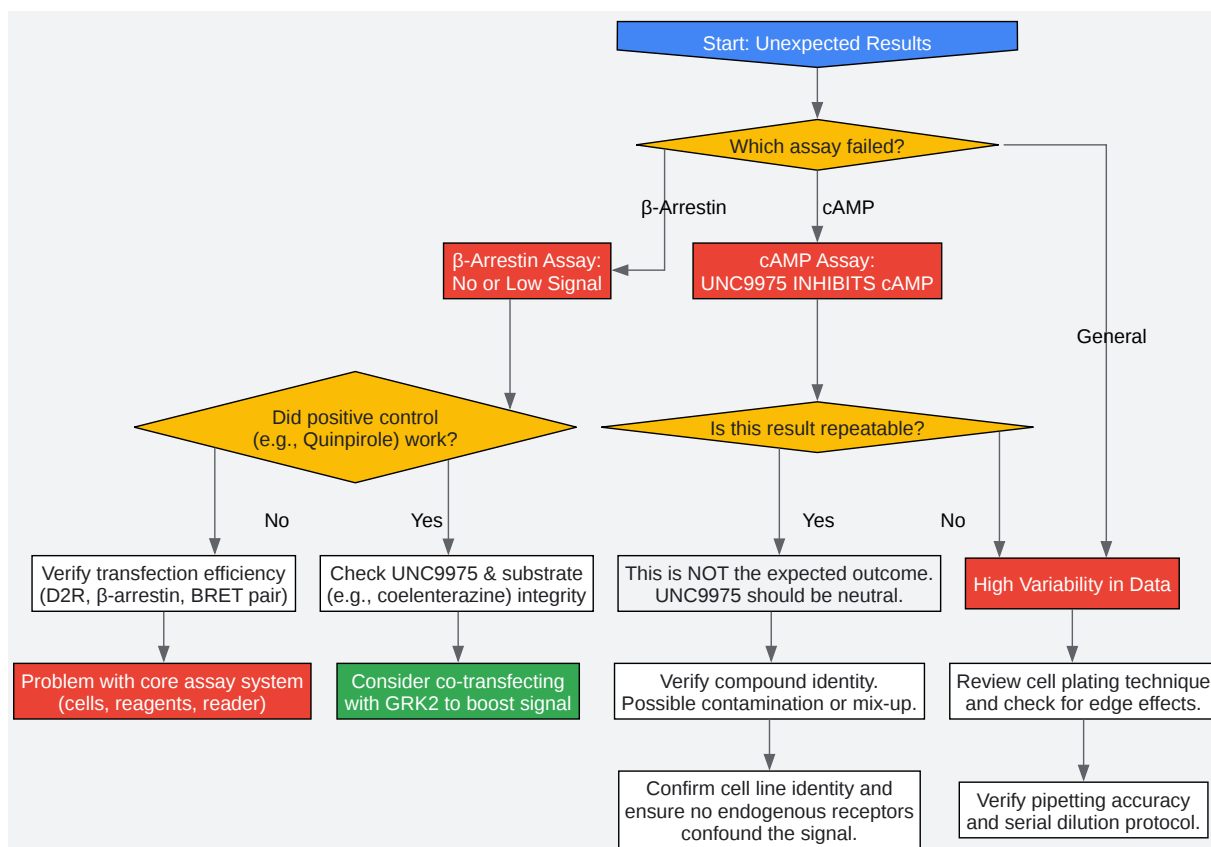 Start: Unexpected Results
Which assay failed?
β-Arrestin
cAMP
β-Arrestin Assay:
No or Low Signal
cAMP Assay:
UNC9975 INHIBITS cAMP
General
Did positive control
(e.g., Quinpirole) work?
Is this result repeatable?
No
Yes
Yes
No
Verify transfection efficiency
(D2R, β-arrestin, BRET pair)
Check UNC9975 & substrate
(e.g., coelenterazine) integrity
This is NOT the expected outcome.
UNC9975 should be neutral.
High Variability in Data
Problem with core assay system
(cells, reagents, reader)
Consider co-transfecting
with GRK2 to boost signal
Verify compound identity.
Possible contamination or mix-up.
Review cell plating technique
and check for edge effects.
Confirm cell line identity and
ensure no endogenous receptors
confound the signal.
Verify pipetting accuracy
and serial dilution protocol.